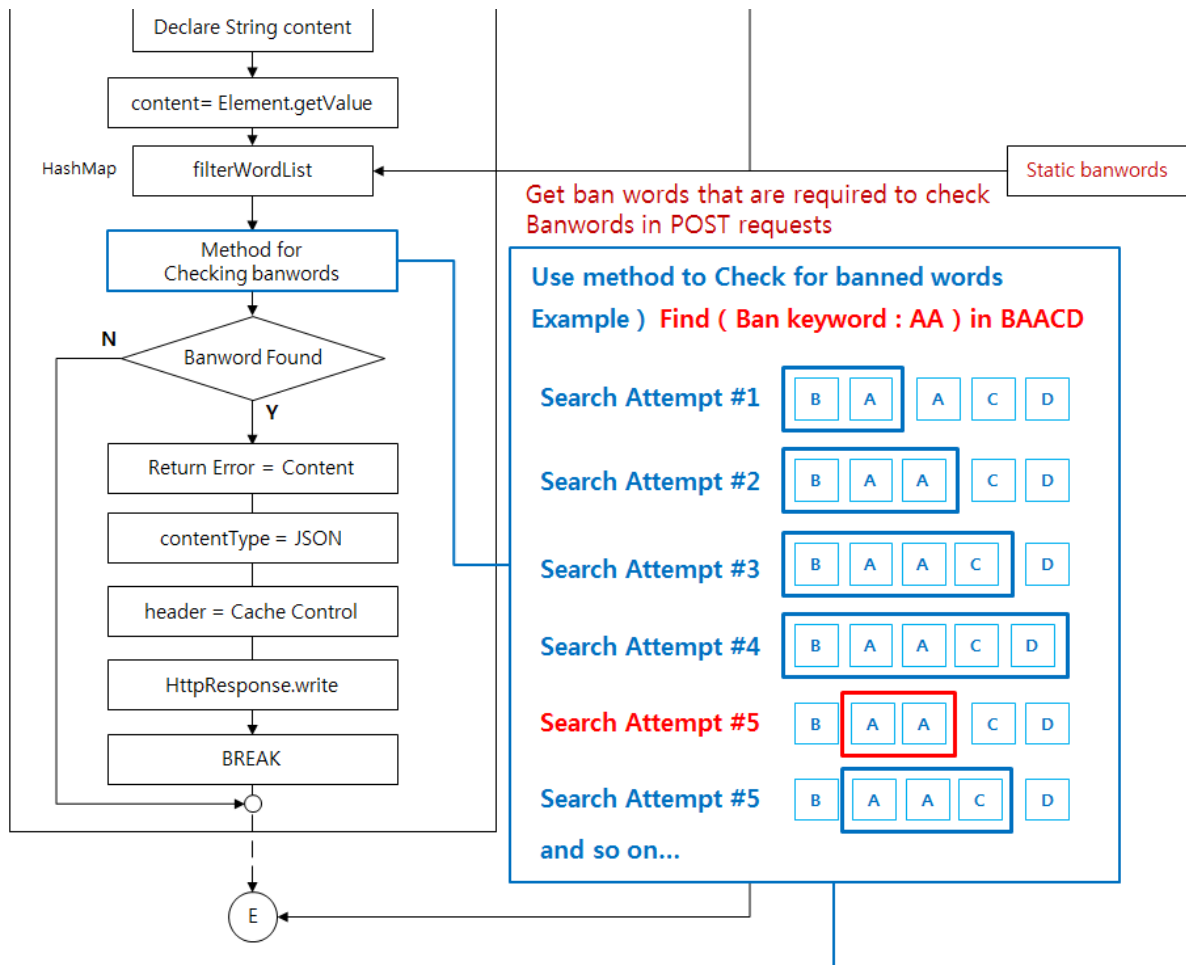 Declare String content
content= Element.getValue
HashMap
filterWordList
Static banwords
Get ban words that are required to check
Banwords in POST requests
Method for
Checking banwords
N
Banword Found
Y
Return Error = Content
contentType = JSON
header = Cache Control
HttpResponse.write
BREAK
E
Use method to Check for banned words
Example ) Find ( Ban keyword : AA ) in BAACD
Search Attempt #1 B A A C D
Search Attempt #2 B A A C D
Search Attempt #3 B A A C D
Search Attempt #4 B A A C D
Search Attempt #5 B A A C D
Search Attempt #5 B A A C D
and so on...